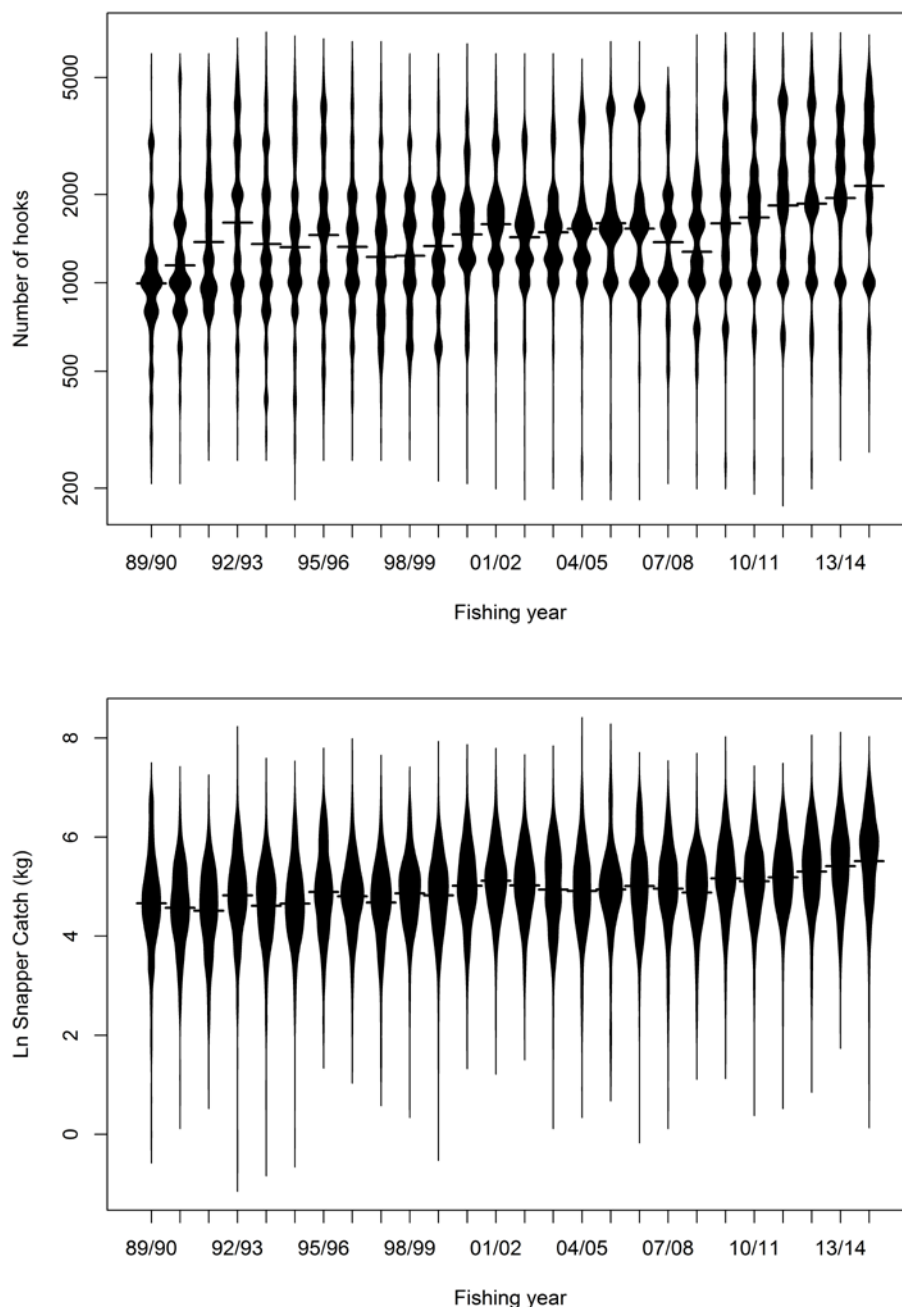 Number of hooks
5000
2000
1000
500
200
89/90 92/93 95/96 98/99 01/02 04/05 07/08 10/11 13/14
Fishing year
Ln Snapper Catch (kg)
8
6
4
2
0
89/90 92/93 95/96 98/99 01/02 04/05 07/08 10/11 13/14
Fishing year